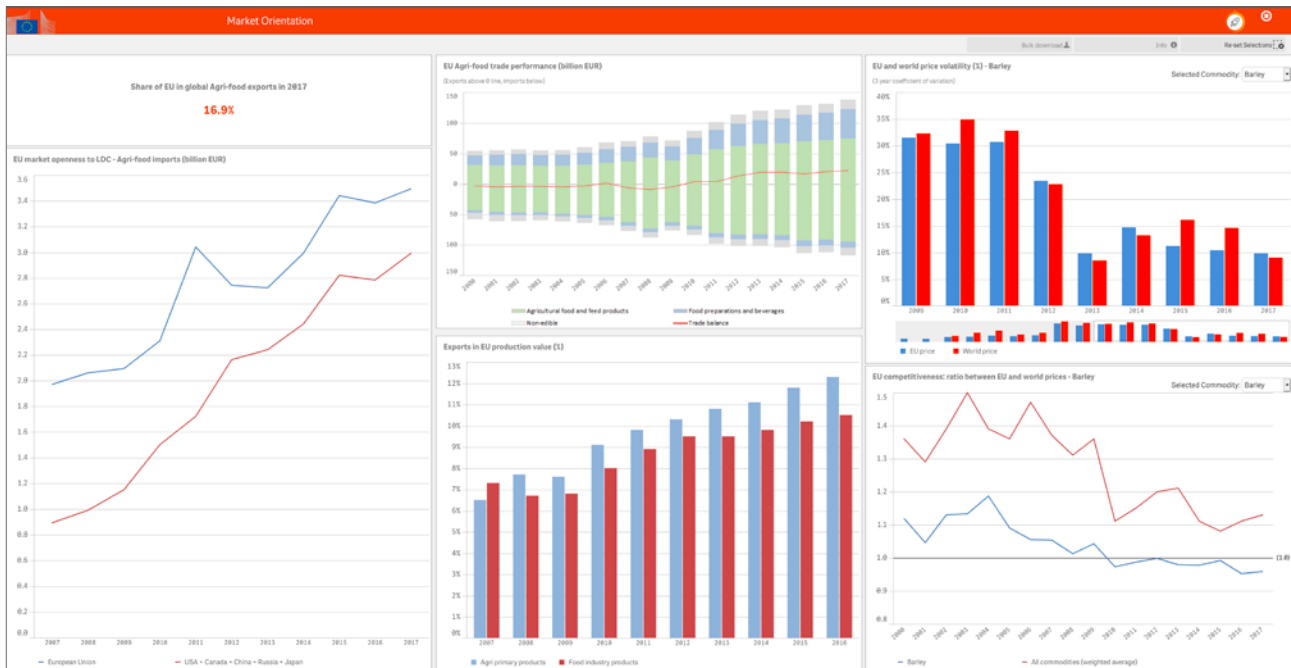 Market Orientation
Bulk download
Info
Re-set Selections
Share of EU in global Agri-food exports in 2017
16.9%
EU market openness to LDC - Agri-food imports (billion EUR)
3.6
3.4
3.2
3.0
2.8
2.6
2.4
2.2
2.0
1.8
1.6
1.4
1.2
1.0
0.8
0.6
0.4
0.2
0.0
2007 2008 2009 2010 2011 2012 2013 2014 2015 2016 2017
European Union USA • Canada • China • Russia • Japan
EU Agri-food trade performance (billion EUR)
(Exports above 0 line, imports below)
150
100
50
0
50
100
150
2000 2001 2002 2003 2004 2005 2006 2007 2008 2009 2010 2011 2012 2013 2014 2015 2016 2017
Agricultural food and feed products Food preparations and beverages
Non-edible Trade balance
Exports in EU production value (%)
13%
12%
11%
10%
9%
8%
7%
6%
5%
4%
3%
2%
1%
0%
2007 2008 2009 2010 2011 2012 2013 2014 2015 2016
Agri primary products Food industry products
EU and world price volatility (%) - Barley
(3 year coefficient of variation)
Selected Commodity: Barley
40%
35%
30%
25%
20%
15%
10%
5%
0%
2009 2010 2011 2012 2013 2014 2015 2016 2017
EU price World price
EU competitiveness: ratio between EU and world prices - Barley
Selected Commodity: Barley
1.5
1.4
1.3
1.2
1.1
1.0
0.9
0.8
2000 2001 2002 2003 2004 2005 2006 2007 2008 2009 2010 2011 2012 2013 2014 2015 2016 2017
Barley All commodities (weighted average)